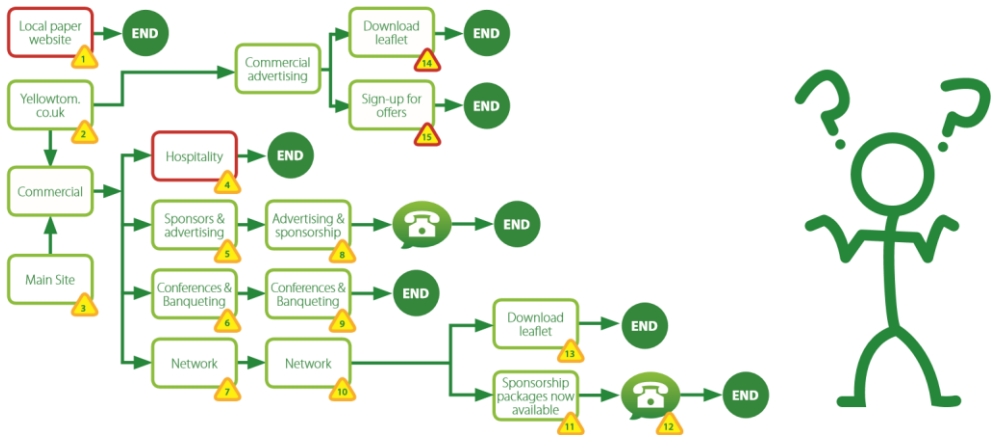 Local paper
website
1
END
Yellowtom.
co.uk
2
Commercial
advertising
Download
leaflet
14
END
Sign-up for
offers
15
END
Commercial
Main Site
3
Hospitality
4
END
Sponsors &
advertising
5
Advertising &
sponsorship
8
END
Conferences &
Banqueting
6
Conferences &
Banqueting
9
END
Network
7
Network
10
Download
leaflet
13
END
Sponsorship
packages now
available
11
12
END
? ?